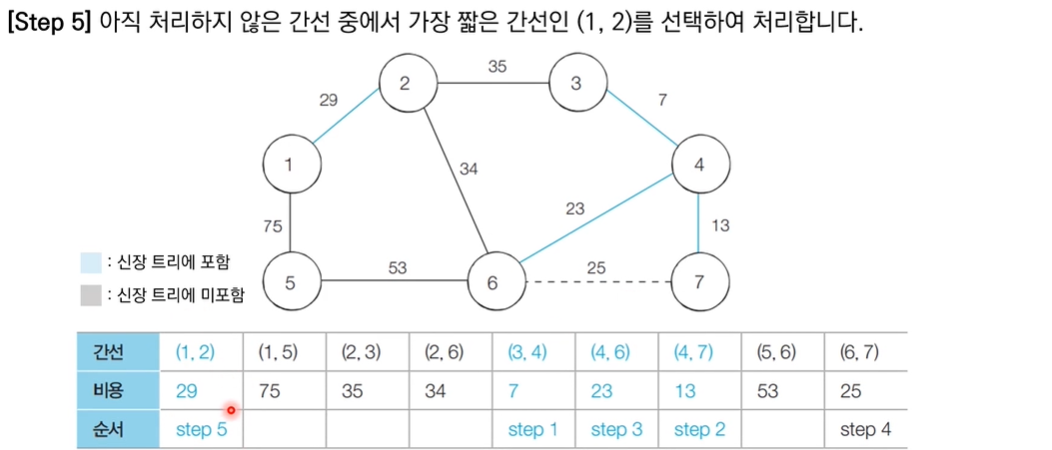 [Step 5] 아직 처리하지 않은 간선 중에서 가장 짧은 간선인 (1, 2)를 선택하여 처리합니다.
2 35 3
29 7
1 34 4
23
75 13
: 신장 트리에 포함
5 53 6 25 7
: 신장 트리에 미포함
간선 (1, 2) (1, 5) (2, 3) (2, 6) (3, 4) (4, 6) (4, 7) (5, 6) (6, 7)
비용 29 75 35 34 7 23 13 53 25
순서 step 5 step 1 step 3 step 2 step 4